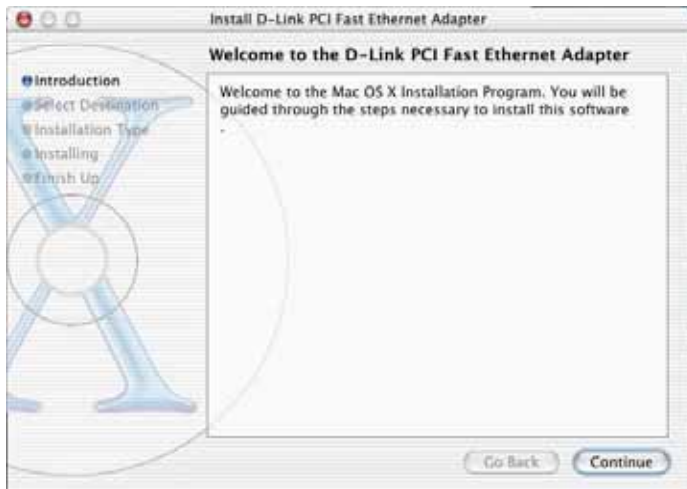 Install D-Link PCI Fast Ethernet Adapter
Welcome to the D-Link PCI Fast Ethernet Adapter
Introduction
Select Destination
Installation Type
Installing
Finish Up
Welcome to the Mac OS X Installation Program. You will be
guided through the steps necessary to install this software
.
Go Back
Continue